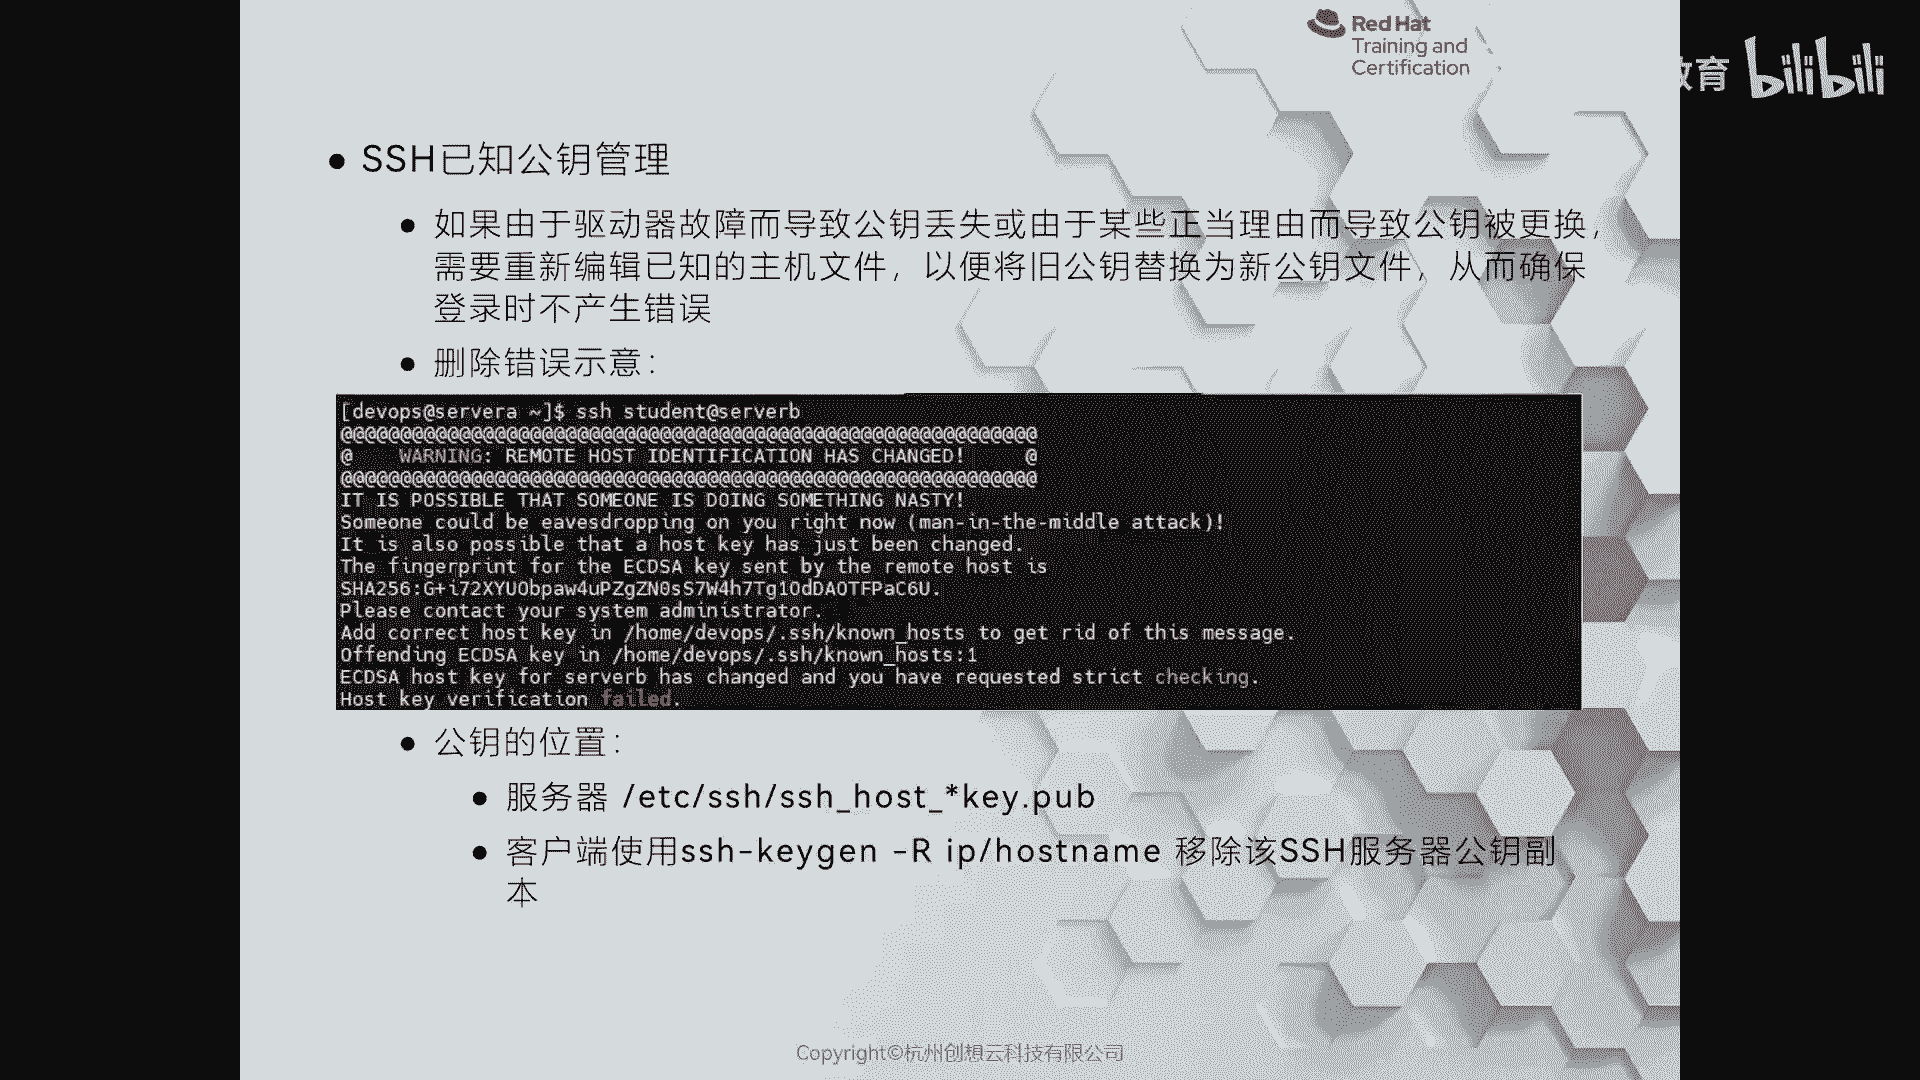 Red Hat
Training and
Certification
教育 bilibili
SSH已知公钥管理
如果由于驱动器故障而导致公钥丢失或由于某些正当理由而导致公钥被更换，
需要重新编辑已知的主机文件，以便将旧公钥替换为新公钥文件，从而确保
登录时不产生错误
删除错误示意：
[devops@servera ~]$ ssh student@serverb
@@@@@@@@@@@@@@@@@@@@@@@@@@@@@@@@@@@@@@@@@@@@@@@@@@@@@@@@@@@
@    WARNING: REMOTE HOST IDENTIFICATION HAS CHANGED!     @
@@@@@@@@@@@@@@@@@@@@@@@@@@@@@@@@@@@@@@@@@@@@@@@@@@@@@@@@@@@
IT IS POSSIBLE THAT SOMEONE IS DOING SOMETHING NASTY!
Someone could be eavesdropping on you right now (man-in-the-middle attack)!
It is also possible that a host key has just been changed.
The fingerprint for the ECDSA key sent by the remote host is
SHA256:G+i72XYUObpaw4uPZgZN0sS7W4h7Tg1OdDAOTFPaC6U.
Please contact your system administrator.
Add correct host key in /home/devops/.ssh/known_hosts to get rid of this message.
Offending ECDSA key in /home/devops/.ssh/known_hosts:1
ECDSA host key for serverb has changed and you have requested strict checking.
Host key verification failed.
公钥的位置：
服务器 /etc/ssh/ssh_host_*key.pub
客户端使用ssh-keygen -R ip/hostname 移除该SSH服务器公钥副
本
Copyright©杭州创想云科技有限公司